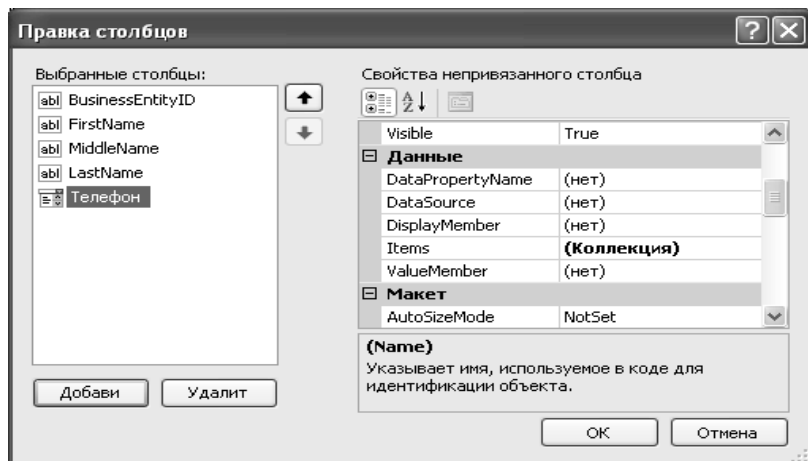 Правка столбцов
Выбранные столбцы:
abl BusinessEntityID
abl FirstName
abl MiddleName
abl LastName
Телефон
Добави Удалит
Свойства непривязанного столбца
Visible True
Данные
DataPropertyName (нет)
DataSource (нет)
DisplayMember (нет)
Items (Коллекция)
ValueMember (нет)
Макет
AutoSizeMode NotSet
(Name)
Указывает имя, используемое в коде для
идентификации объекта.
ОК Отмена